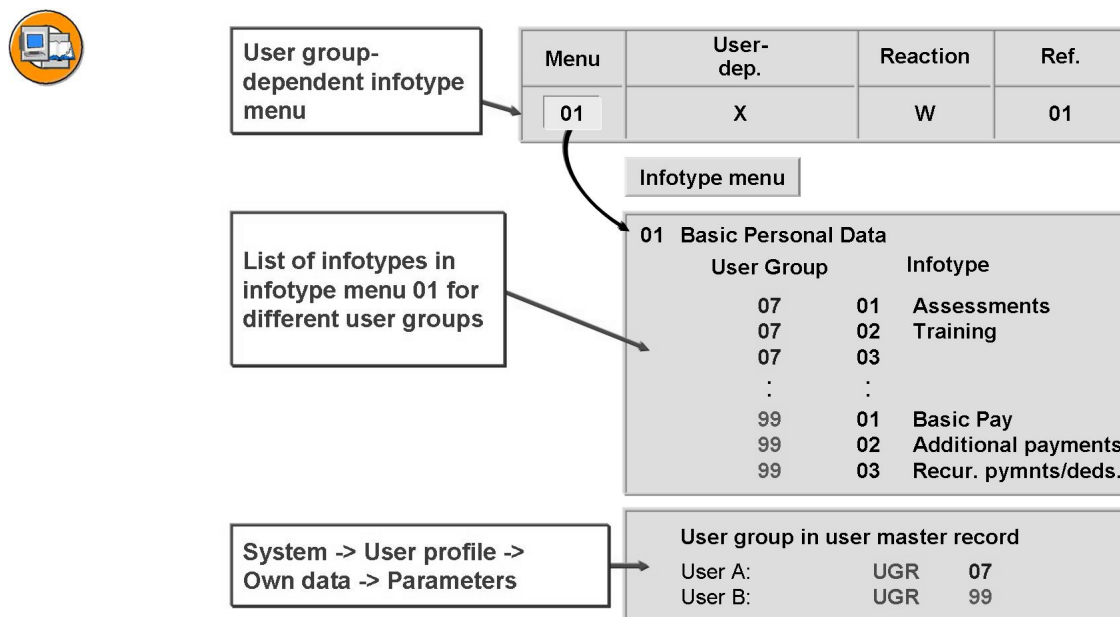 User group-
dependent infotype
menu
Menu User-
dep. Reaction Ref.
01 X W 01
Infotype menu
List of infotypes in
infotype menu 01 for
different user groups
01 Basic Personal Data
User Group Infotype
07 01 Assessments
07 02 Training
07 03
: :
99 01 Basic Pay
99 02 Additional payments
99 03 Recur. pymnts/deds.
System -> User profile ->
Own data -> Parameters
User group in user master record
User A: UGR 07
User B: UGR 99